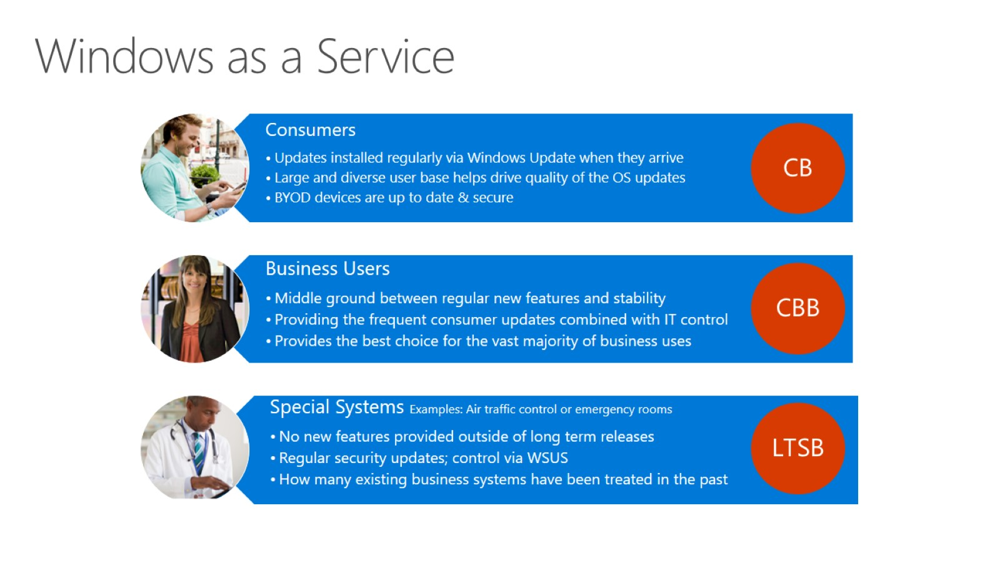 Windows as a Service
Consumers
• Updates installed regularly via Windows Update when they arrive
• Large and diverse user base helps drive quality of the OS updates
• BYOD devices are up to date & secure
CB
Business Users
• Middle ground between regular new features and stability
• Providing the frequent consumer updates combined with IT control
• Provides the best choice for the vast majority of business uses
CBB
Special Systems Examples: Air traffic control or emergency rooms
• No new features provided outside of long term releases
• Regular security updates; control via WSUS
• How many existing business systems have been treated in the past
LTSB